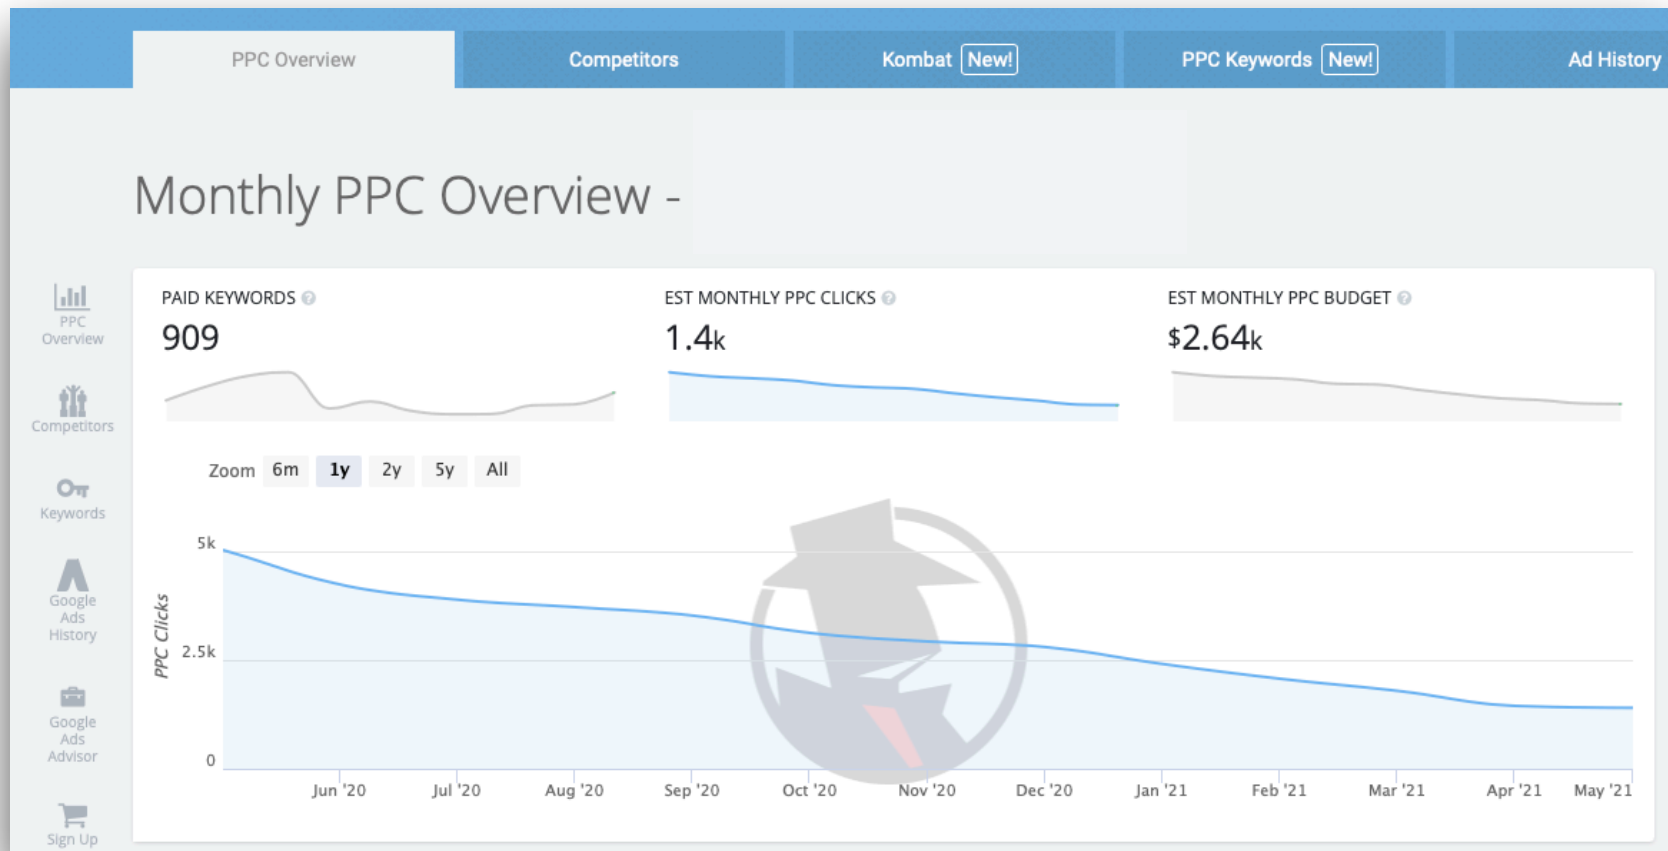 PPC Overview
Competitors
Kombat New!
PPC Keywords New!
Ad History
Monthly PPC Overview -
PPC
Overview
Competitors
Keywords
Google
Ads
History
Google
Ads
Advisor
Sign Up
PAID KEYWORDS ?
909
EST MONTHLY PPC CLICKS ?
1.4k
EST MONTHLY PPC BUDGET ?
$2.64k
Zoom 6m 1y 2y 5y All
PPC Clicks
5k
2.5k
0
Jun '20 Jul '20 Aug '20 Sep '20 Oct '20 Nov '20 Dec '20 Jan '21 Feb '21 Mar '21 Apr '21 May '21